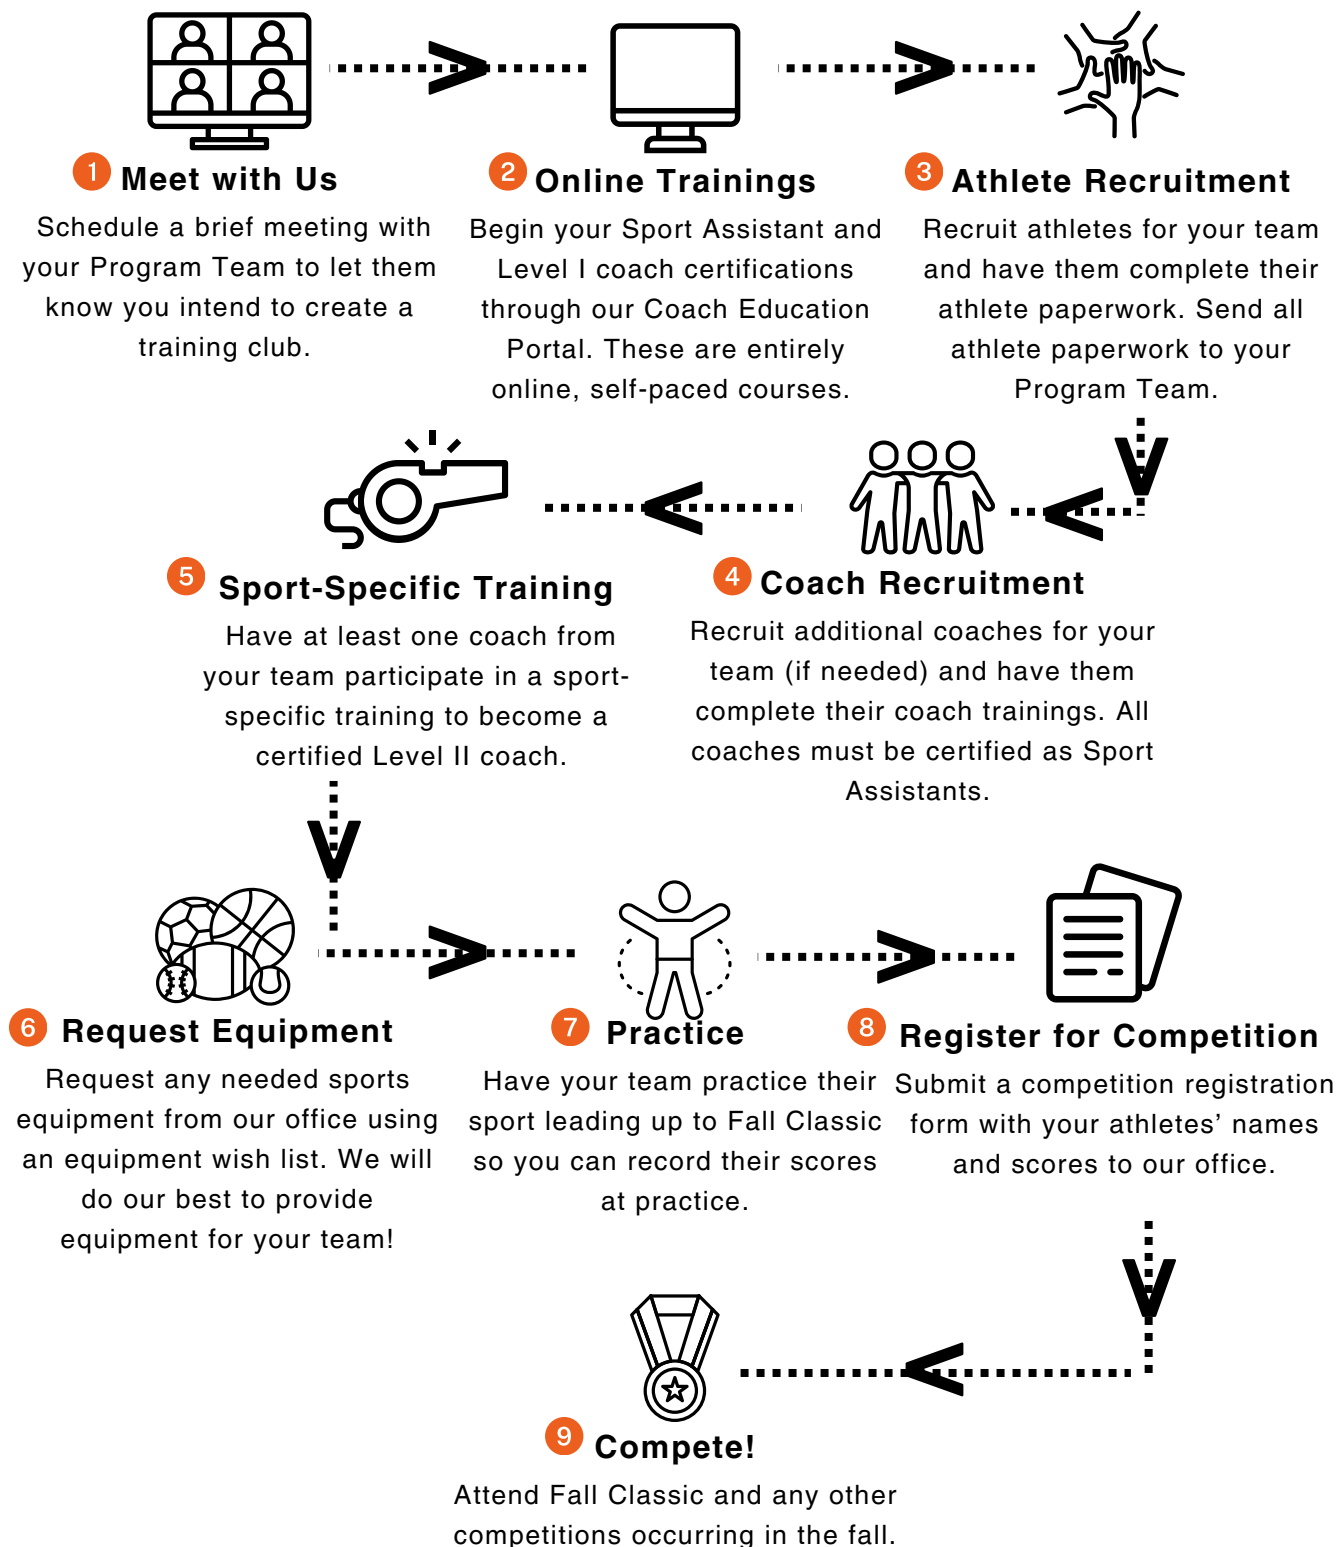 1 Meet with Us
Schedule a brief meeting with
your Program Team to let them
know you intend to create a
training club.
2 Online Trainings
Begin your Sport Assistant and
Level I coach certifications
through our Coach Education
Portal. These are entirely
online, self-paced courses.
3 Athlete Recruitment
Recruit athletes for your team
and have them complete their
athlete paperwork. Send all
athlete paperwork to your
Program Team.
4 Coach Recruitment
Recruit additional coaches for your
team (if needed) and have them
complete their coach trainings. All
coaches must be certified as Sport
Assistants.
5 Sport-Specific Training
Have at least one coach from
your team participate in a sport-
specific training to become a
certified Level II coach.
6 Request Equipment
Request any needed sports
equipment from our office using
an equipment wish list. We will
do our best to provide
equipment for your team!
7 Practice
Have your team practice their
sport leading up to Fall Classic
so you can record their scores
at practice.
8 Register for Competition
Submit a competition registration
form with your athletes’ names
and scores to our office.
9 Compete!
Attend Fall Classic and any other
competitions occurring in the fall.